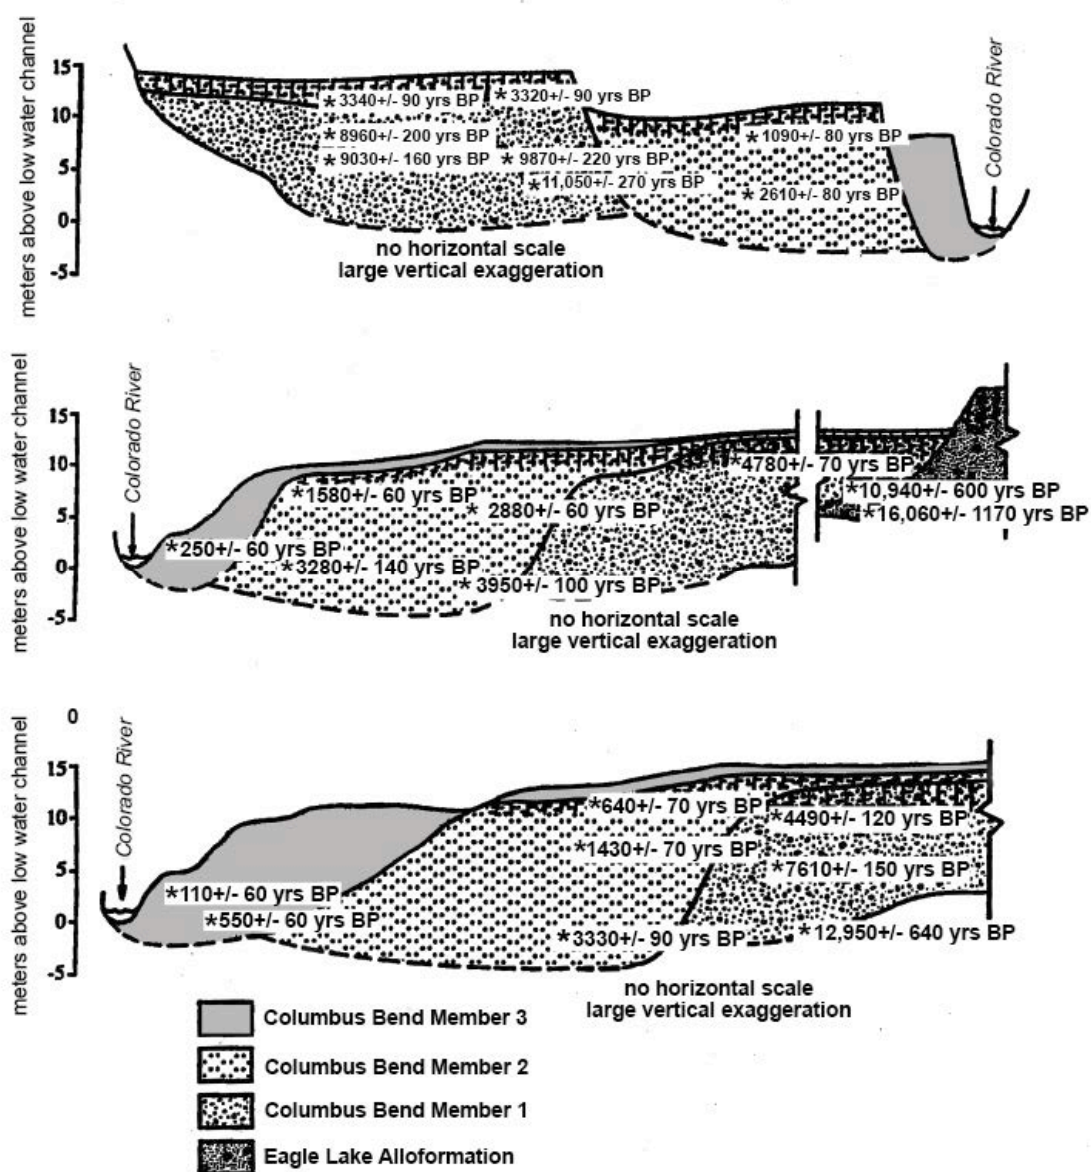 meters above low water channel
15
10
5
0
-5
* 3340+/- 90 yrs BP
* 3320+/- 90 yrs BP
* 8960+/- 200 yrs BP
* 9030+/- 160 yrs BP
* 9870+/- 220 yrs BP
* 11,050+/- 270 yrs BP
* 1090+/- 80 yrs BP
* 2610+/- 80 yrs BP
Colorado River
no horizontal scale
large vertical exaggeration
meters above low water channel
15
10
5
0
-5
Colorado River
* 4780+/- 70 yrs BP
* 1580+/- 60 yrs BP
* 10,940+/- 600 yrs BP
* 2880+/- 60 yrs BP
* 16,060+/- 1170 yrs BP
* 250+/- 60 yrs BP
* 3280+/- 140 yrs BP
* 3950+/- 100 yrs BP
no horizontal scale
large vertical exaggeration
0
meters above low water channel
15
10
5
0
-5
Colorado River
* 640+/- 70 yrs BP
* 4490+/- 120 yrs BP
* 1430+/- 70 yrs BP
* 7610+/- 150 yrs BP
* 110+/- 60 yrs BP
* 550+/- 60 yrs BP
* 3330+/- 90 yrs BP
* 12,950+/- 640 yrs BP
no horizontal scale
large vertical exaggeration
Columbus Bend Member 3
Columbus Bend Member 2
Columbus Bend Member 1
Eagle Lake Alloformation